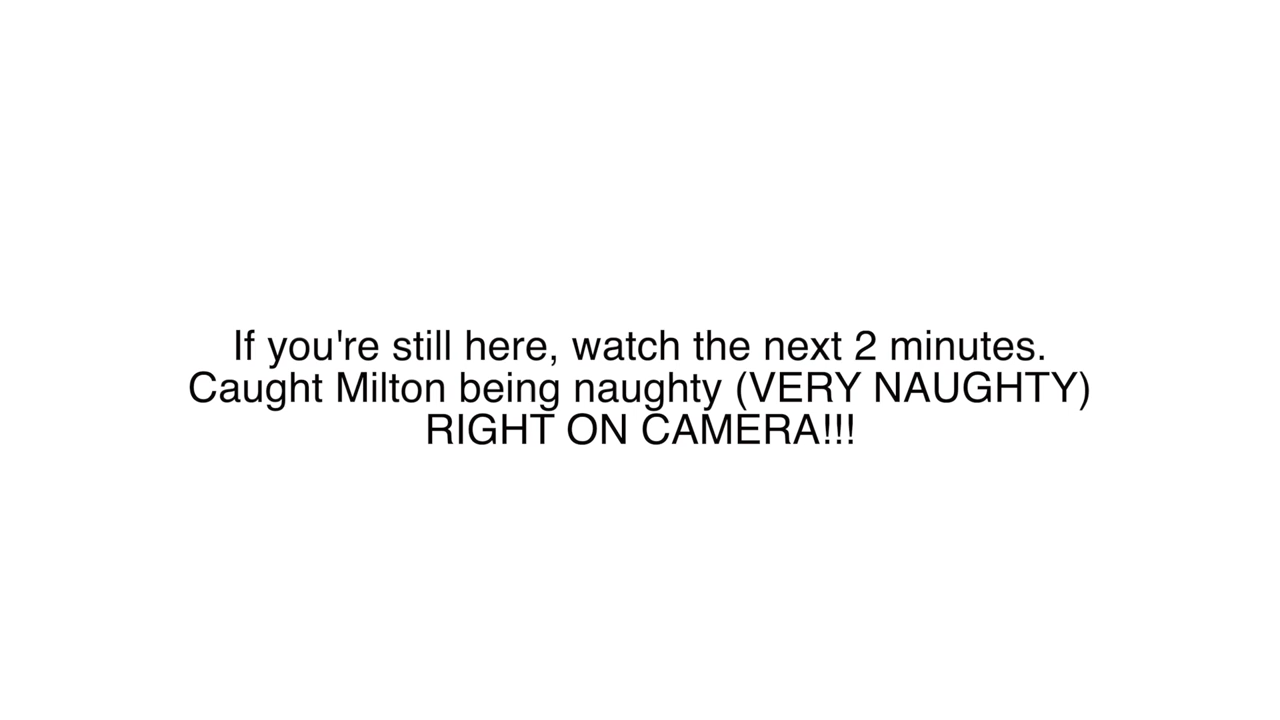 If you're still here, watch the next 2 minutes.
Caught Milton being naughty (VERY NAUGHTY)
RIGHT ON CAMERA!!!